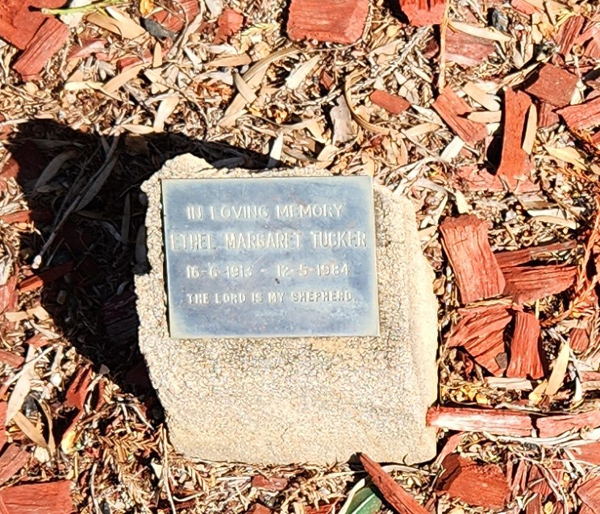 IN LOVING MEMORY
ETHEL MARGARET TUCKER
16-6-1913 - 12-5-1984
THE LORD IS MY SHEPHERD.